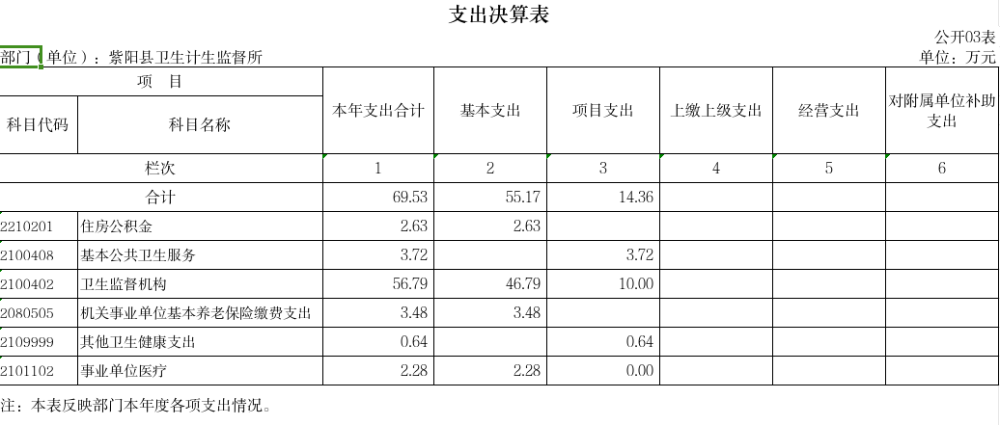 支出决算表
公开03表
部门（单位）：紫阳县卫生计生监督所 单位：万元
项 目 本年支出合计 基本支出 项目支出 上缴上级支出 经营支出 对附属单位补助支出
科目代码 科目名称
栏次 1 2 3 4 5 6
合计 69.53 55.17 14.36
2210201 住房公积金 2.63 2.63
2100408 基本公共卫生服务 3.72 3.72
2100402 卫生监督机构 56.79 46.79 10.00
2080505 机关事业单位基本养老保险缴费支出 3.48 3.48
2109999 其他卫生健康支出 0.64 0.64
2101102 事业单位医疗 2.28 2.28 0.00
注：本表反映部门本年度各项支出情况。